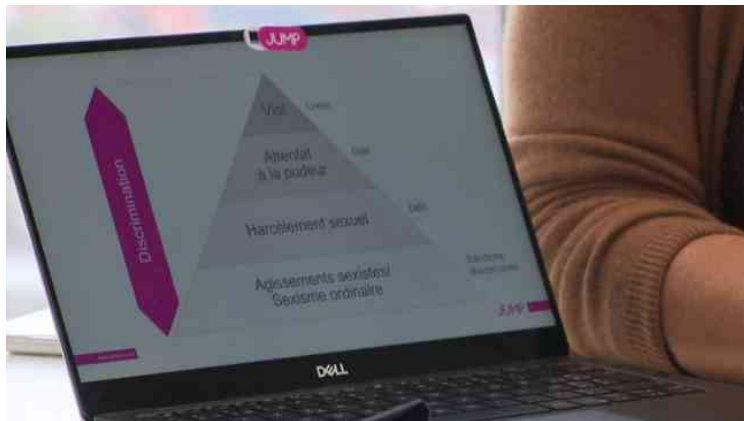 JUMP
Discrimination
Viol
Crime
Attentat
à la pudeur
Délit
Harcèlement sexuel
Délit
Agissements sexistes/
Sexisme ordinaire
JUMP
DELL